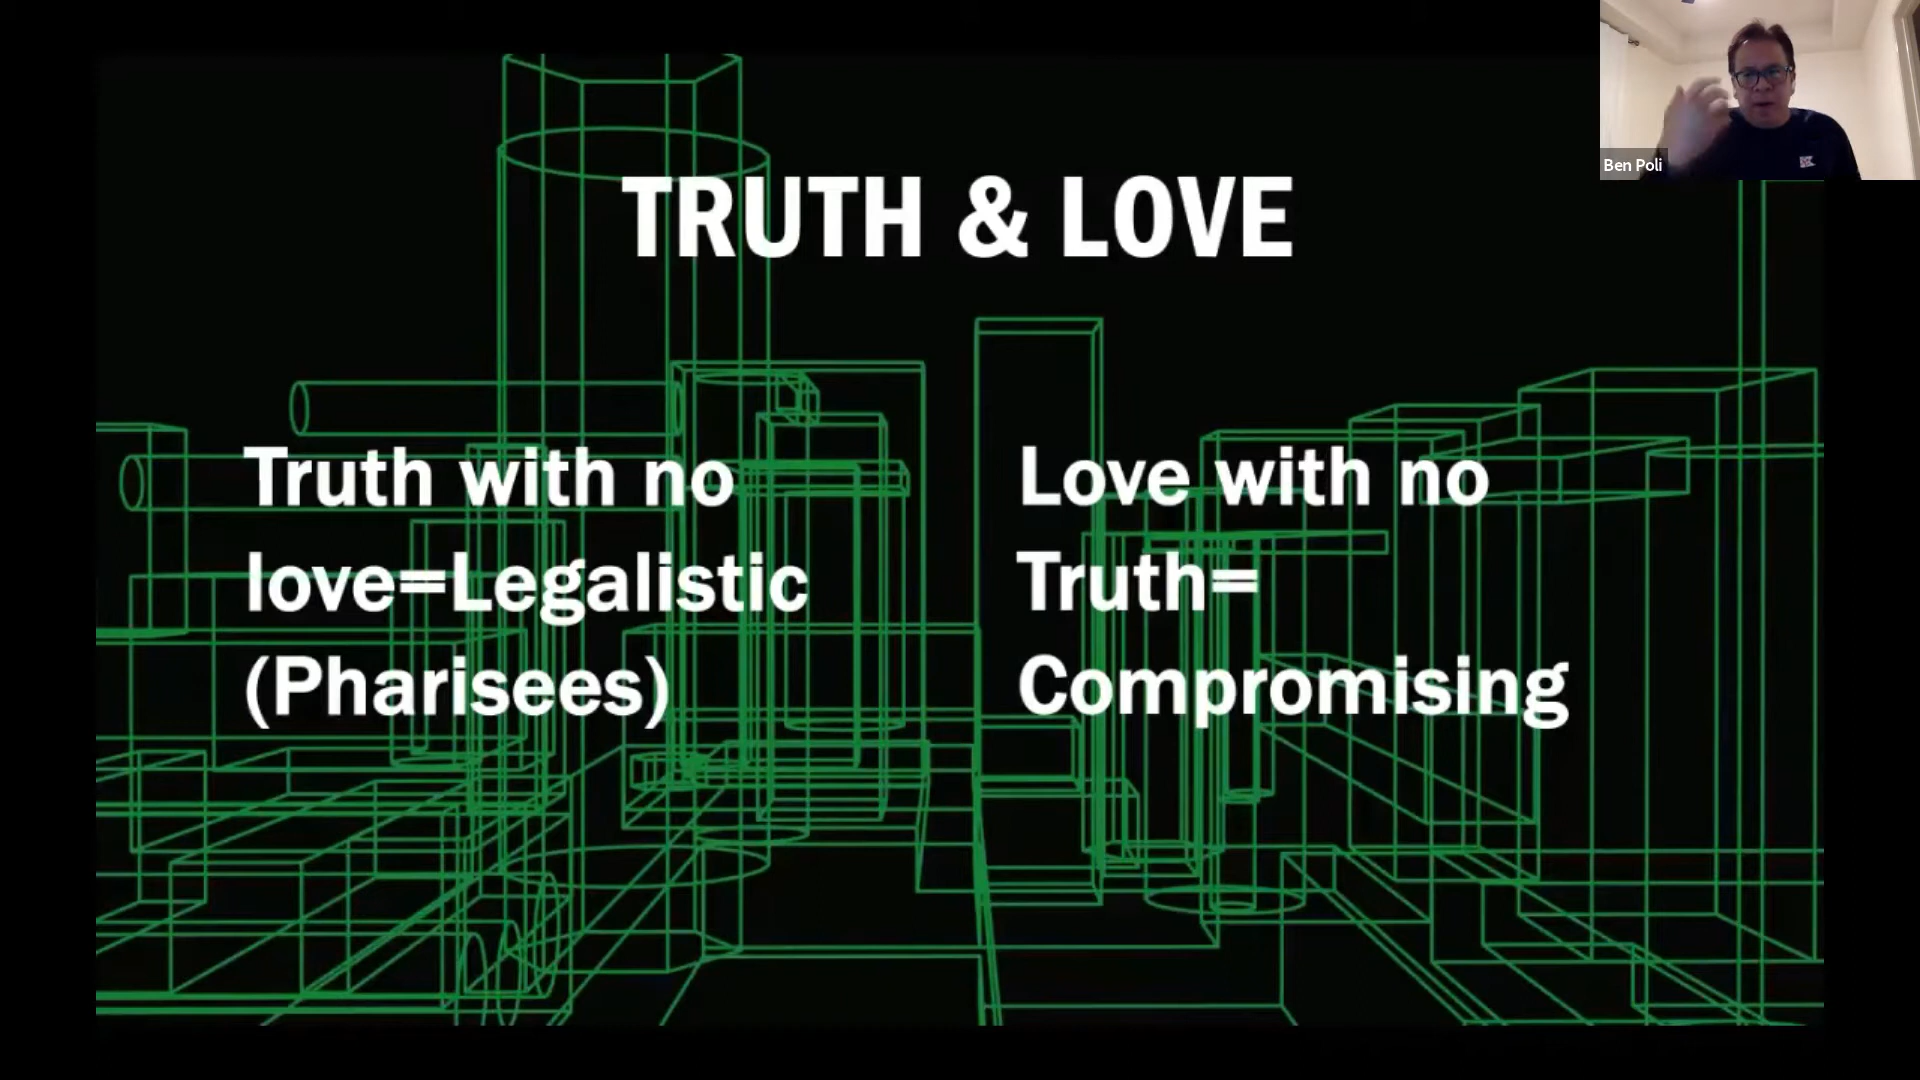 Ben Poli
TRUTH & LOVE
Truth with no
love=Legalistic
(Pharisees)
Love with no
Truth=
Compromising